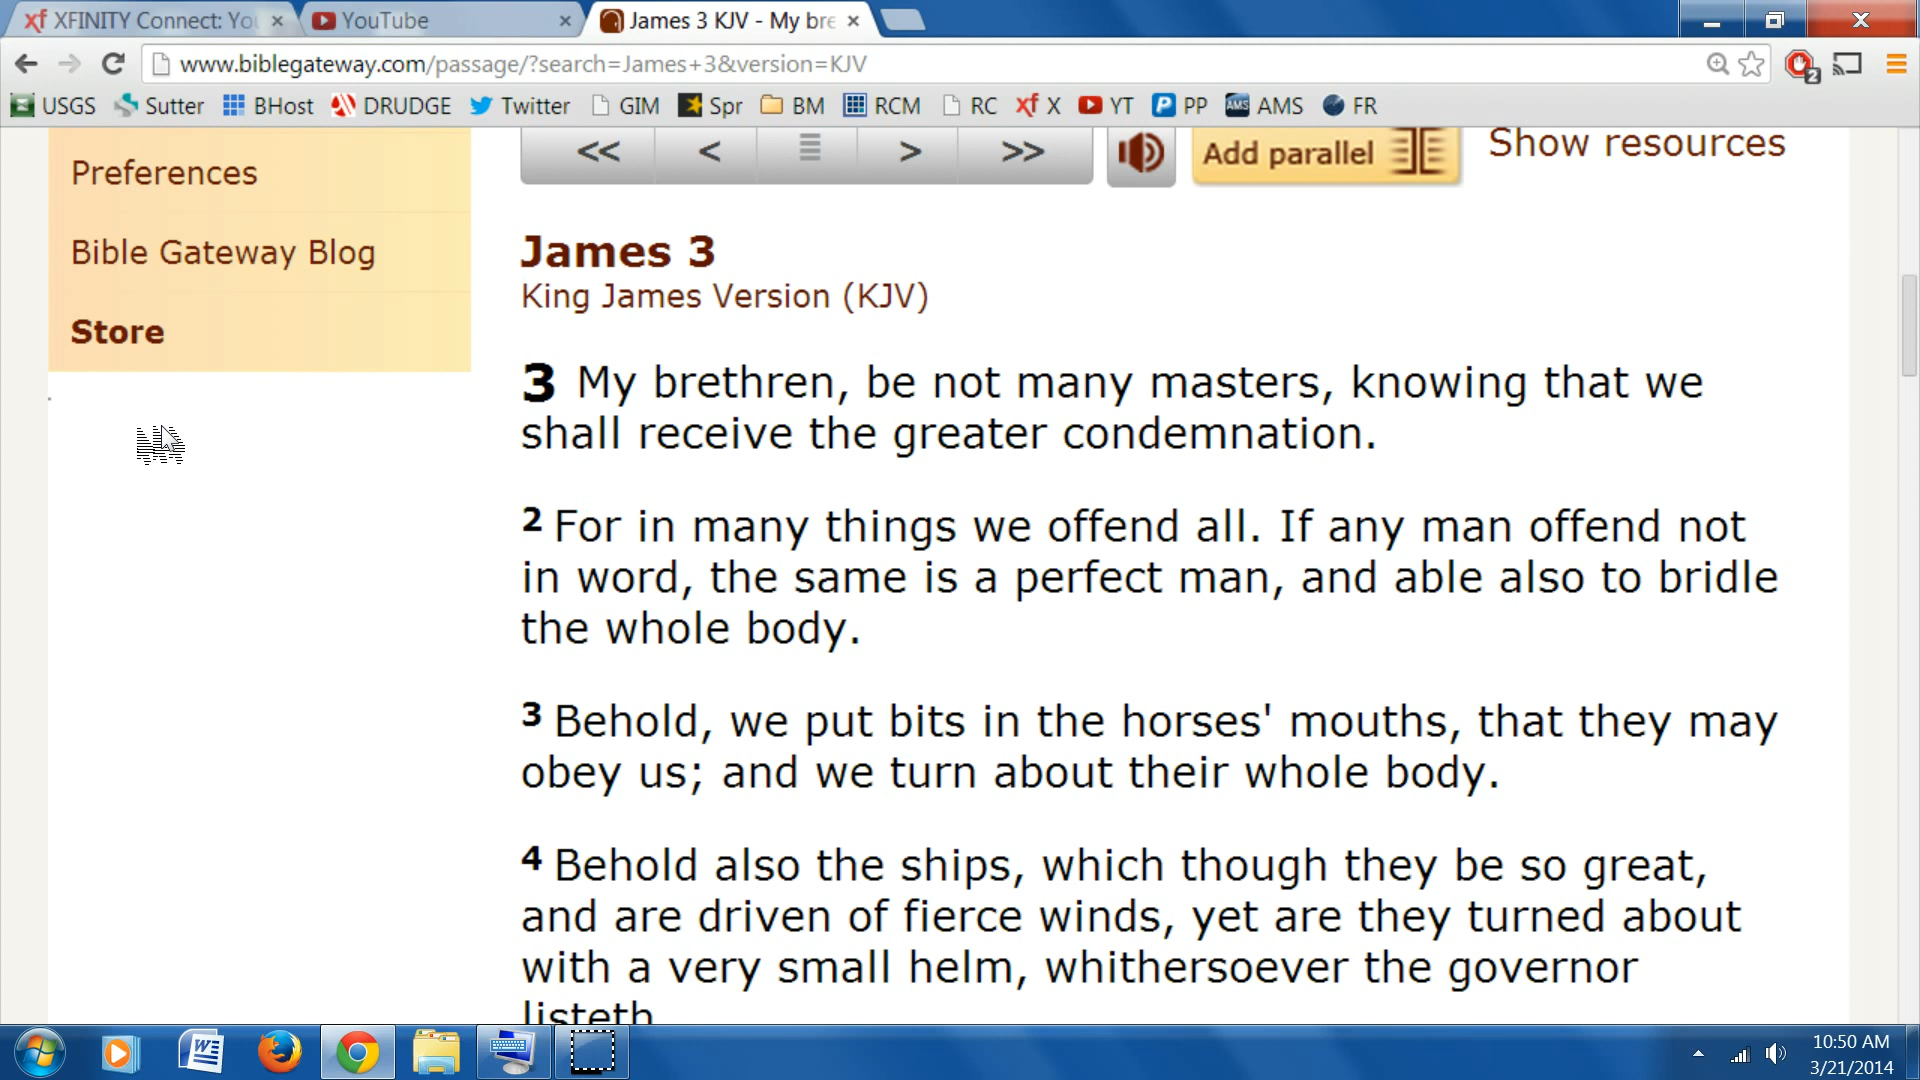 XFINITY Connect: Yo
YouTube
James 3 KJV - My bre
www.biblegateway.com/passage/?search=James+3&version=KJV
2
USGS Sutter BHost DRUDGE Twitter GIM Spr BM RCM RC X YT PP AMS FR
<< < > >> Add parallel Show resources
Preferences
Bible Gateway Blog
Store
James 3
King James Version (KJV)
3 My brethren, be not many masters, knowing that we
shall receive the greater condemnation.
2 For in many things we offend all. If any man offend not
in word, the same is a perfect man, and able also to bridle
the whole body.
3 Behold, we put bits in the horses' mouths, that they may
obey us; and we turn about their whole body.
4 Behold also the ships, which though they be so great,
and are driven of fierce winds, yet are they turned about
with a very small helm, whithersoever the governor
listeth
10:50 AM
3/21/2014